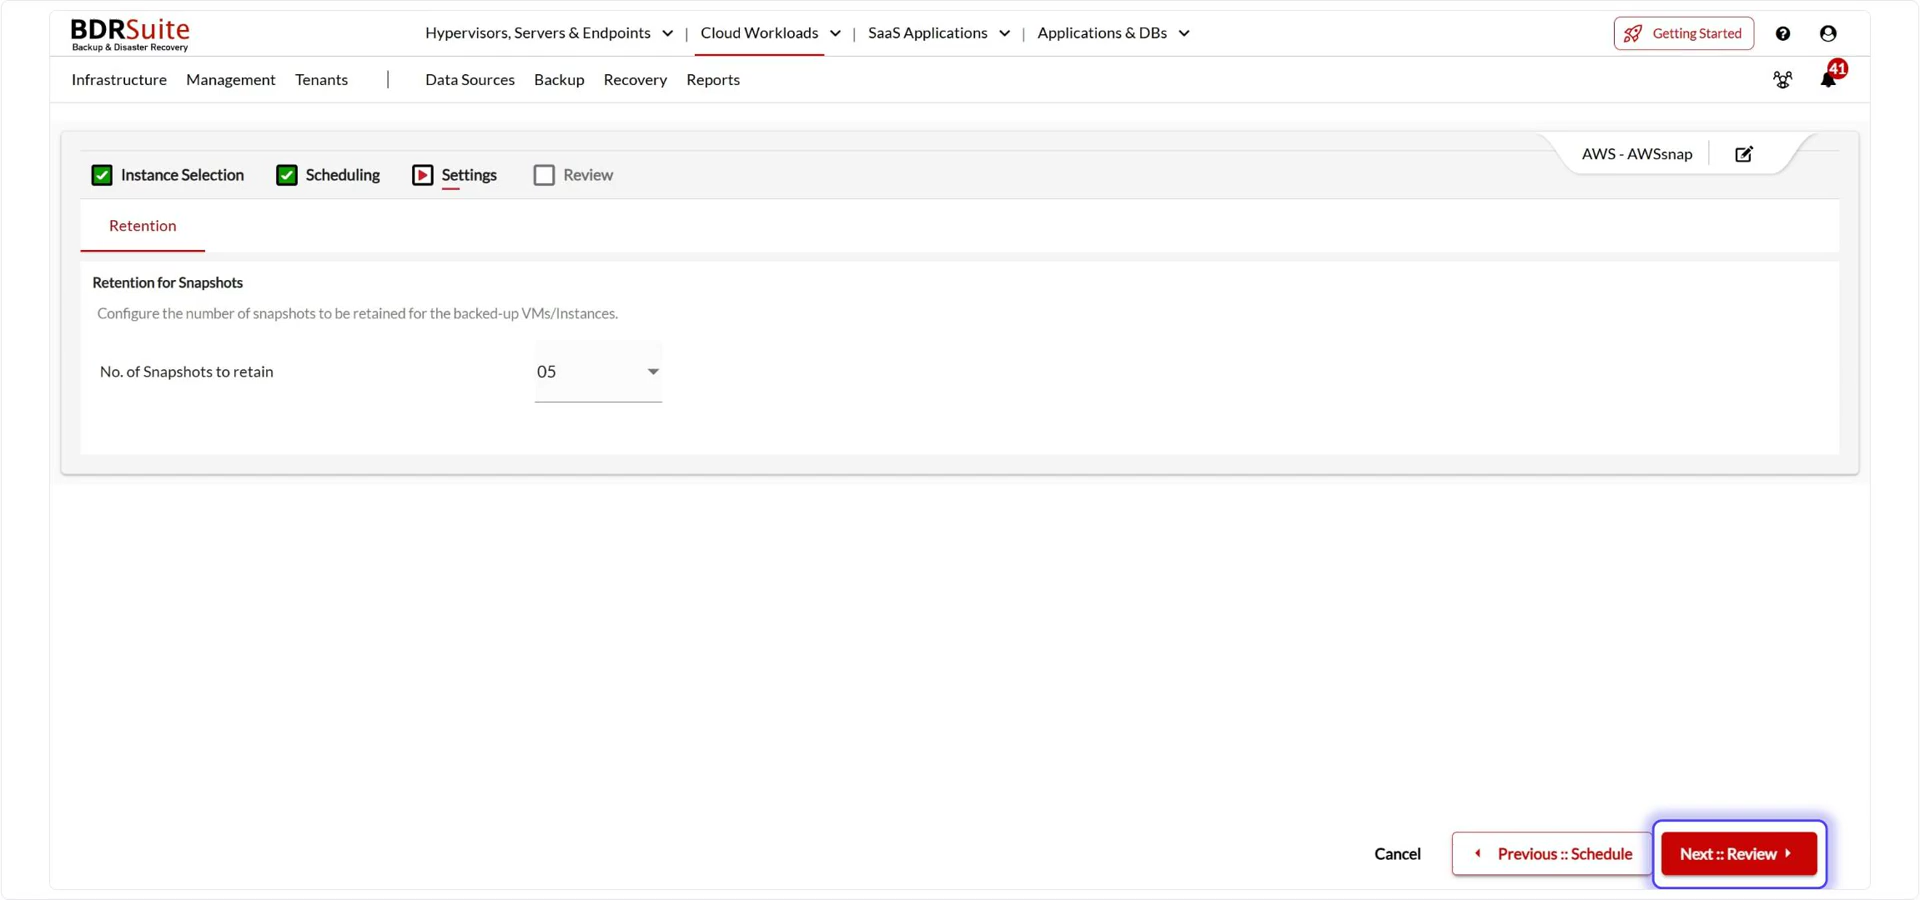 BDRSuite
Backup & Disaster Recovery
Hypervisors, Servers & Endpoints | Cloud Workloads | SaaS Applications | Applications & DBs
Getting Started
Infrastructure Management Tenants | Data Sources Backup Recovery Reports
41
AWS - AWSsnap
Instance Selection Scheduling Settings Review
Retention
Retention for Snapshots
Configure the number of snapshots to be retained for the backed-up VMs/Instances.
No. of Snapshots to retain 05
Cancel Previous :: Schedule Next :: Review